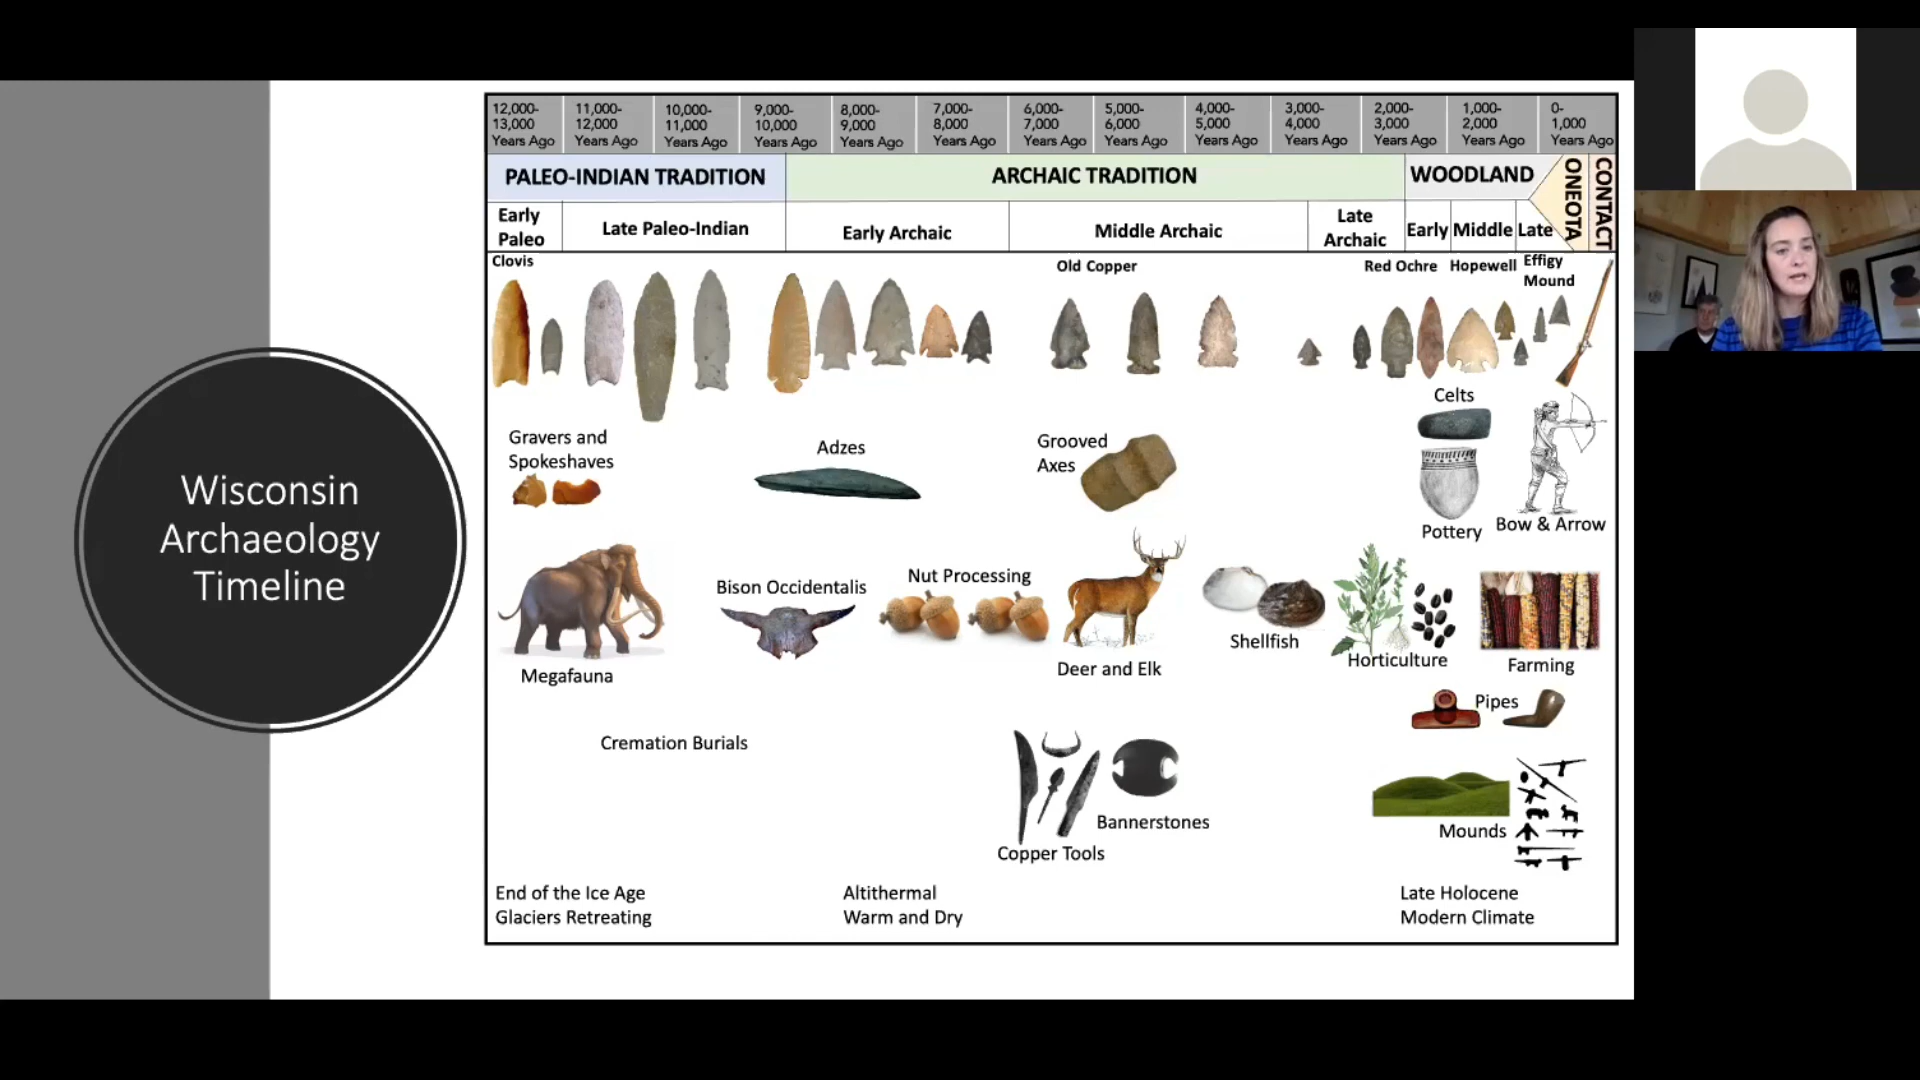 Wisconsin
Archaeology
Timeline
12,000-
13,000
Years Ago
11,000-
12,000
Years Ago
10,000-
11,000
Years Ago
9,000-
10,000
Years Ago
8,000-
9,000
Years Ago
7,000-
8,000
Years Ago
6,000-
7,000
Years Ago
5,000-
6,000
Years Ago
4,000-
5,000
Years Ago
3,000-
4,000
Years Ago
2,000-
3,000
Years Ago
1,000-
2,000
Years Ago
0-
1,000
Years Ago
PALEO-INDIAN TRADITION
ARCHAIC TRADITION
WOODLAND
ONEOTA
CONTACT
Early
Paleo
Late Paleo-Indian
Early Archaic
Middle Archaic
Late
Archaic
Early
Middle
Late
Clovis
Old Copper
Red Ochre
Hopewell
Effigy
Mound
Gravers and
Spokeshaves
Adzes
Grooved
Axes
Celts
Pottery
Bow & Arrow
Megafauna
Bison Occidentalis
Nut Processing
Deer and Elk
Shellfish
Horticulture
Farming
Pipes
Cremation Burials
Copper Tools
Bannerstones
Mounds
End of the Ice Age
Glaciers Retreating
Altithermal
Warm and Dry
Late Holocene
Modern Climate